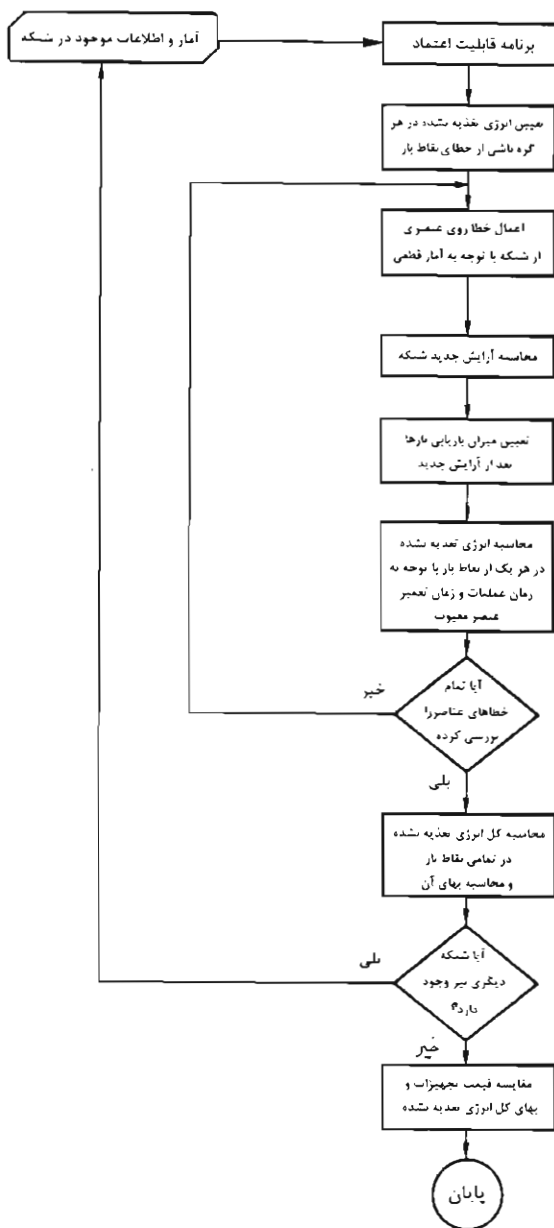 آمار و اطلاعات موجود در شبکه
برنامه قابلیت اعتماد
تعیین انرژی تغذیه نشده در هر
گره ناشی از خطای نقاط بار
اعمال خطا روی عنصری
از شبکه با توجه به آمار قطعی
محاسبه آرایش جدید شبکه
تعیین میزان بازیابی بارها
بعد از آرایش جدید
محاسبه انرژی تغذیه نشده
در هر یک از نقاط بار با توجه به
زمان عملیات و زمان تعمیر
عنصر معیوب
آیا تمام
خطاهای عناصررا
بررسی کرده
خیر
بلی
محاسبه کل انرژی تغذیه نشده
در تمامی نقاط بار
و محاسبه بهای آن
آیا شبکه
دیگری نیز وجود
دارد؟
بلی
خیر
مقایسه قیمت تجهیزات و
بهای کل انرژی تغذیه نشده
پایان